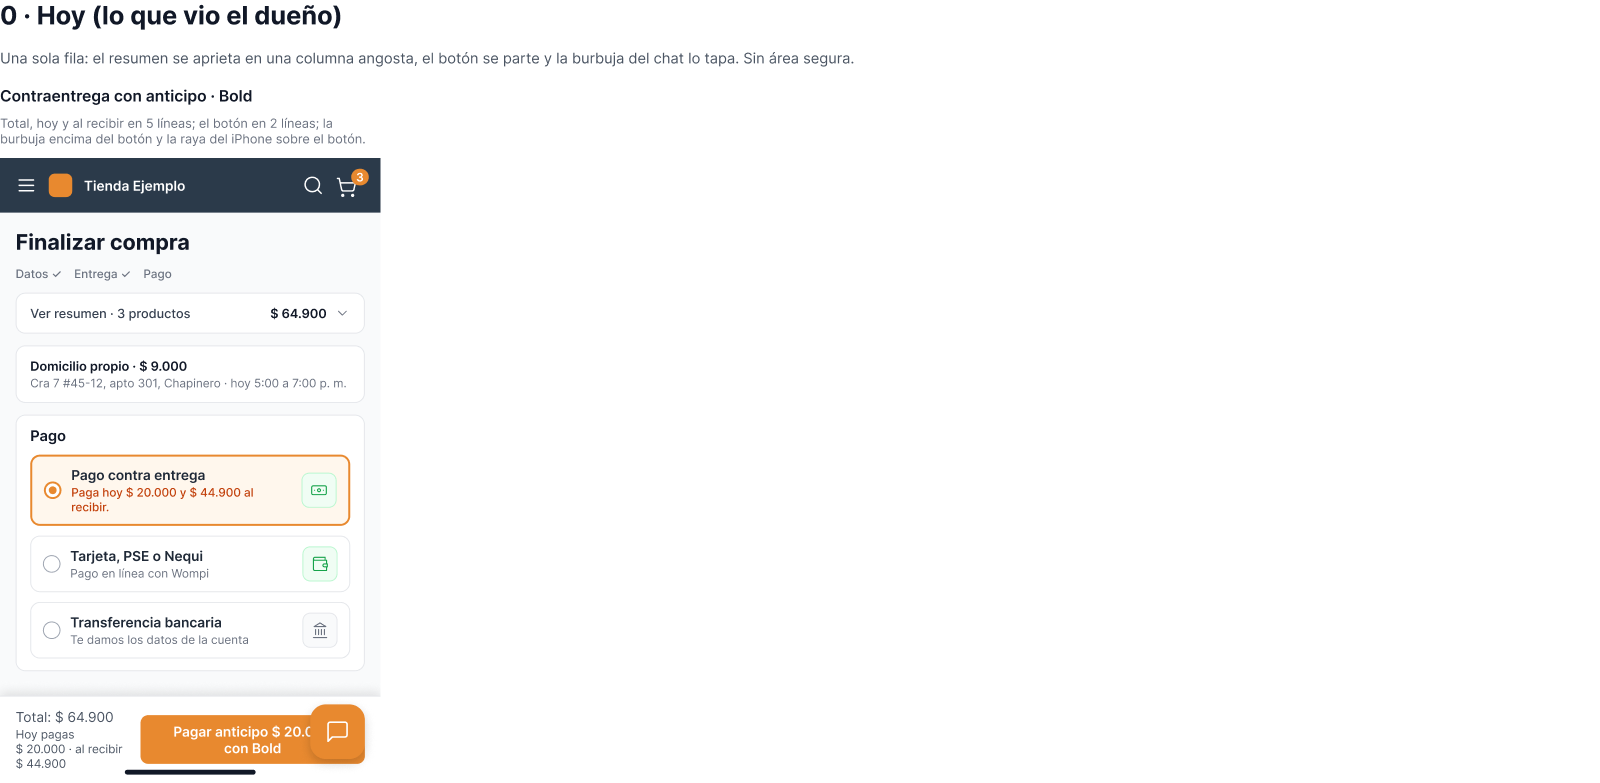 0 · Hoy (lo que vio el dueño)
Una sola fila: el resumen se aprieta en una columna angosta, el botón se parte y la burbuja del chat lo tapa. Sin área segura.
Contraentrega con anticipo · Bold
Total, hoy y al recibir en 5 líneas; el botón en 2 líneas; la
burbuja encima del botón y la raya del iPhone sobre el botón.
Tienda Ejemplo
3
Finalizar compra
Datos ✓ Entrega ✓ Pago
Ver resumen · 3 productos $ 64.900
Domicilio propio · $ 9.000
Cra 7 #45-12, apto 301, Chapinero · hoy 5:00 a 7:00 p. m.
Pago
Pago contra entrega
Paga hoy $ 20.000 y $ 44.900 al
recibir.
Tarjeta, PSE o Nequi
Pago en línea con Wompi
Transferencia bancaria
Te damos los datos de la cuenta
Total: $ 64.900
Hoy pagas
$ 20.000 · al recibir
$ 44.900
Pagar anticipo $ 20.0
con Bold